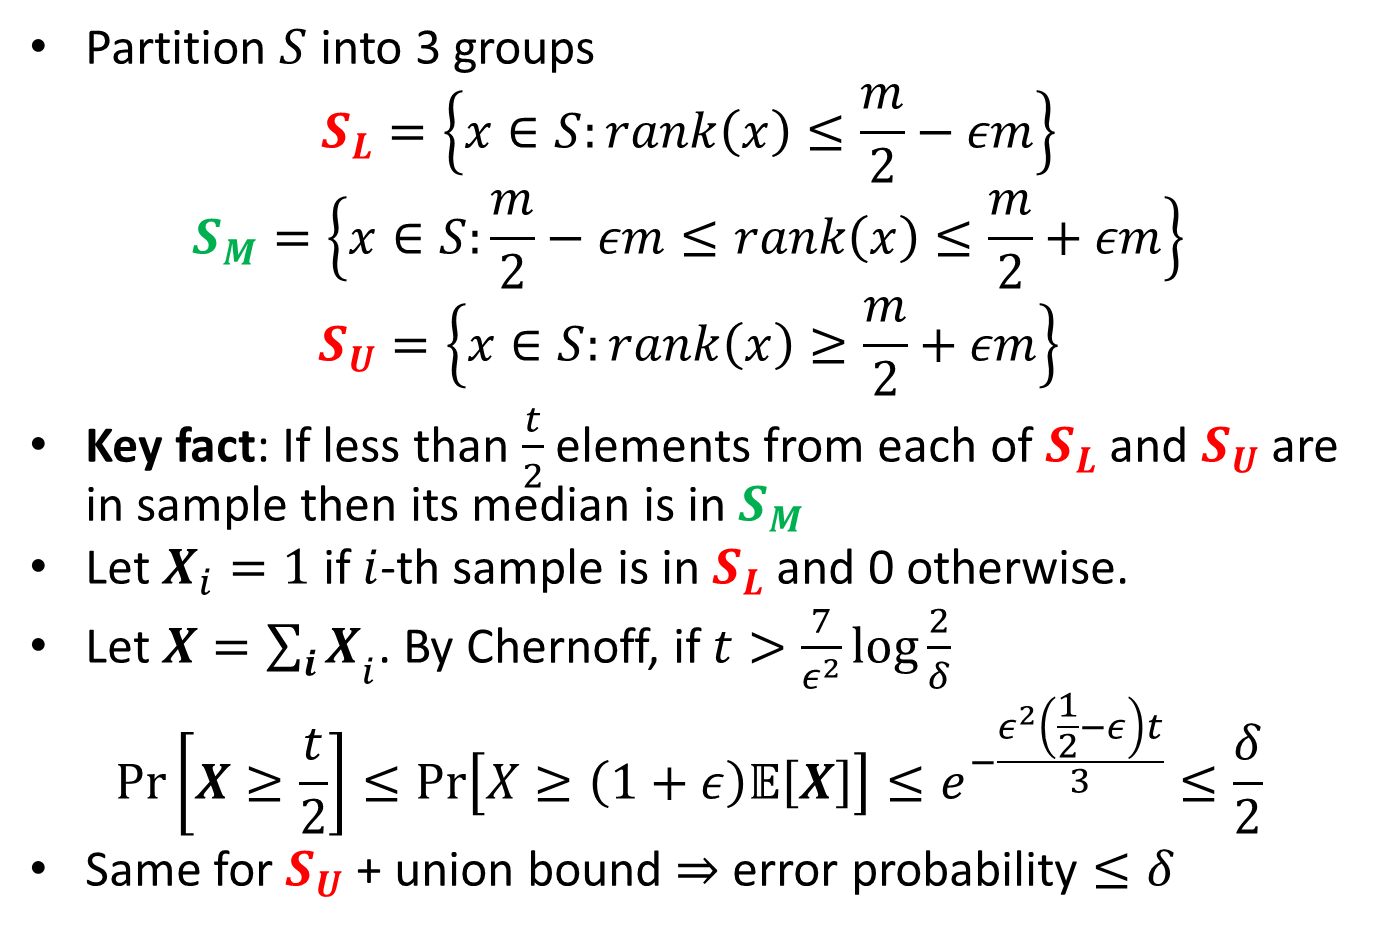 • Partition S into 3 groups
S_L = {x ∈ S: rank(x) ≤ m/2 − ϵm}
S_M = {x ∈ S: m/2 − ϵm ≤ rank(x) ≤ m/2 + ϵm}
S_U = {x ∈ S: rank(x) ≥ m/2 + ϵm}
• Key fact: If less than t/2 elements from each of S_L and S_U are
in sample then its median is in S_M
• Let X_i = 1 if i-th sample is in S_L and 0 otherwise.
• Let X = ∑_i X_i. By Chernoff, if t > 7/ϵ² log 2/δ
Pr[X ≥ t/2] ≤ Pr[X ≥ (1 + ϵ)𝔼[X]] ≤ e^{−ϵ²(1/2−ϵ)t/3} ≤ δ/2
• Same for S_U + union bound ⇒ error probability ≤ δ